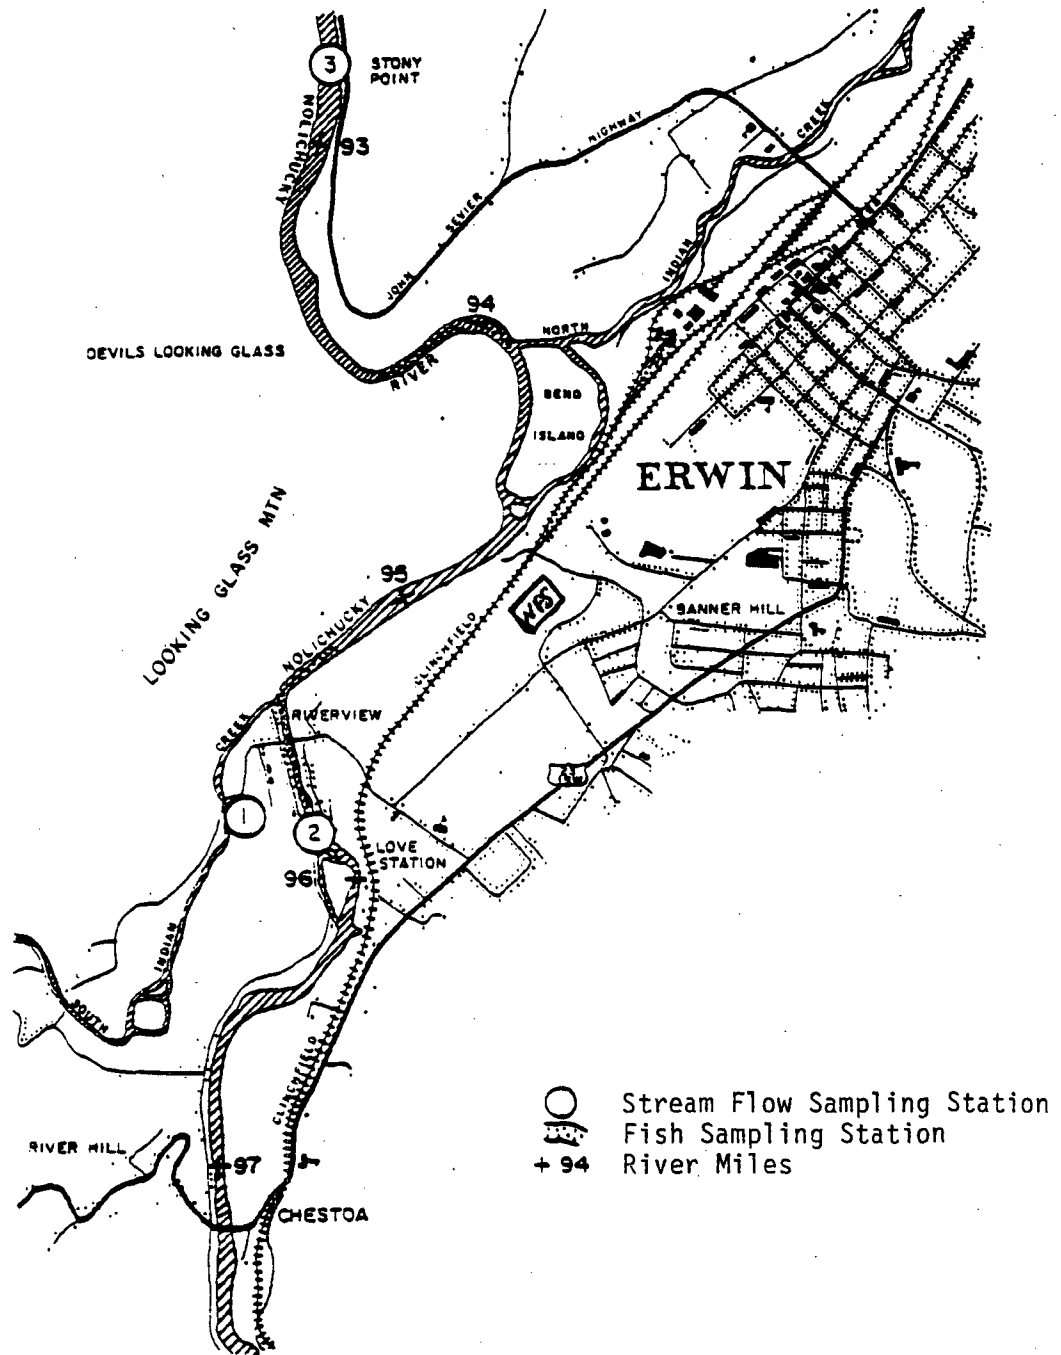 3
STONY
POINT
NOLICHUCKY
93
JOHN
SEVIER
HIGHWAY
CREEK
INDIAN
NORTH
94
RIVER
DEVILS LOOKING GLASS
BEND
ISLAND
ERWIN
LOOKING GLASS MTN
95
NOLICHUCKY
CLINCHFIELD
NFS
BANNER HILL
CREEK
RIVERVIEW
1
2
LOVE
STATION
96
INDIAN
SOUTH
CLINCHFIELD
RIVER HILL
97
CHESTOA
Stream Flow Sampling Station
Fish Sampling Station
+ 94 River Miles